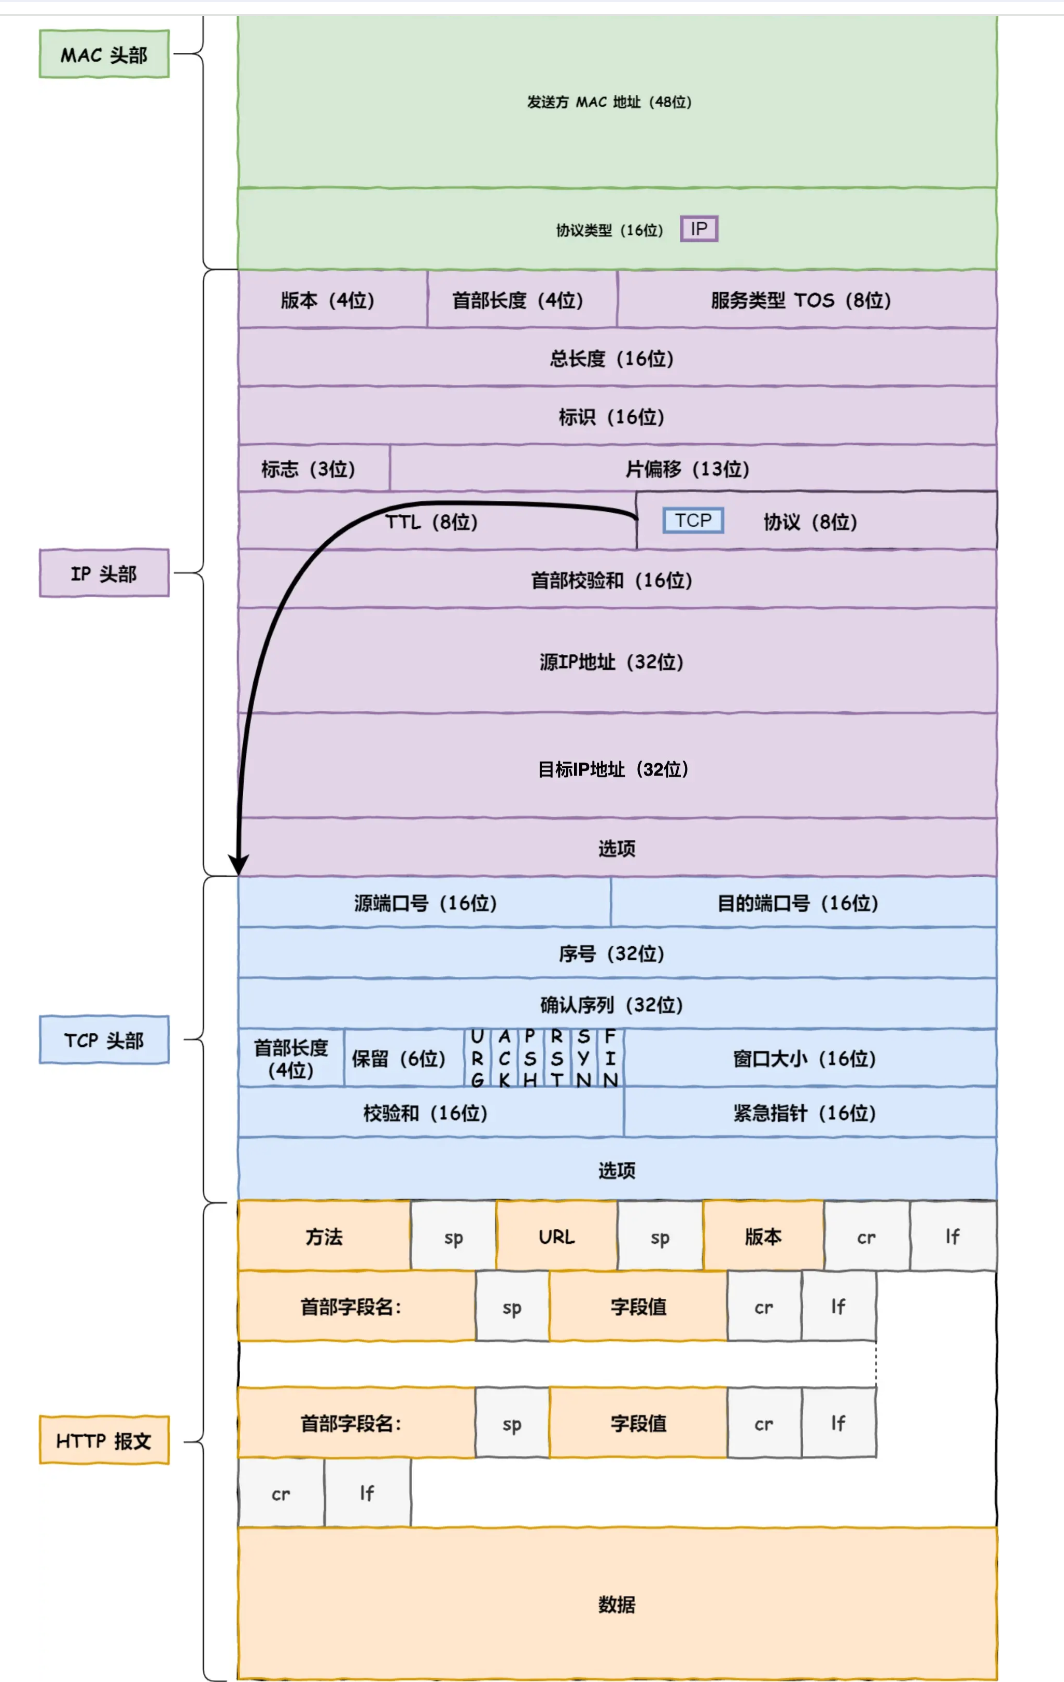 MAC 头部
发送方 MAC 地址 (48位)
协议类型 (16位) IP
版本 (4位) 首部长度 (4位) 服务类型 TOS (8位)
总长度 (16位)
标识 (16位)
标志 (3位) 片偏移 (13位)
TTL (8位) TCP 协议 (8位)
IP 头部
首部校验和 (16位)
源IP地址 (32位)
目标IP地址 (32位)
选项
源端口号 (16位) 目的端口号 (16位)
序号 (32位)
确认序列 (32位)
TCP 头部
首部长度
(4位)
保留 (6位) URG ACK PSH RST SYN FIN 窗口大小 (16位)
校验和 (16位) 紧急指针 (16位)
选项
方法 sp URL sp 版本 cr lf
首部字段名: sp 字段值 cr lf
首部字段名: sp 字段值 cr lf
HTTP 报文
cr lf
数据